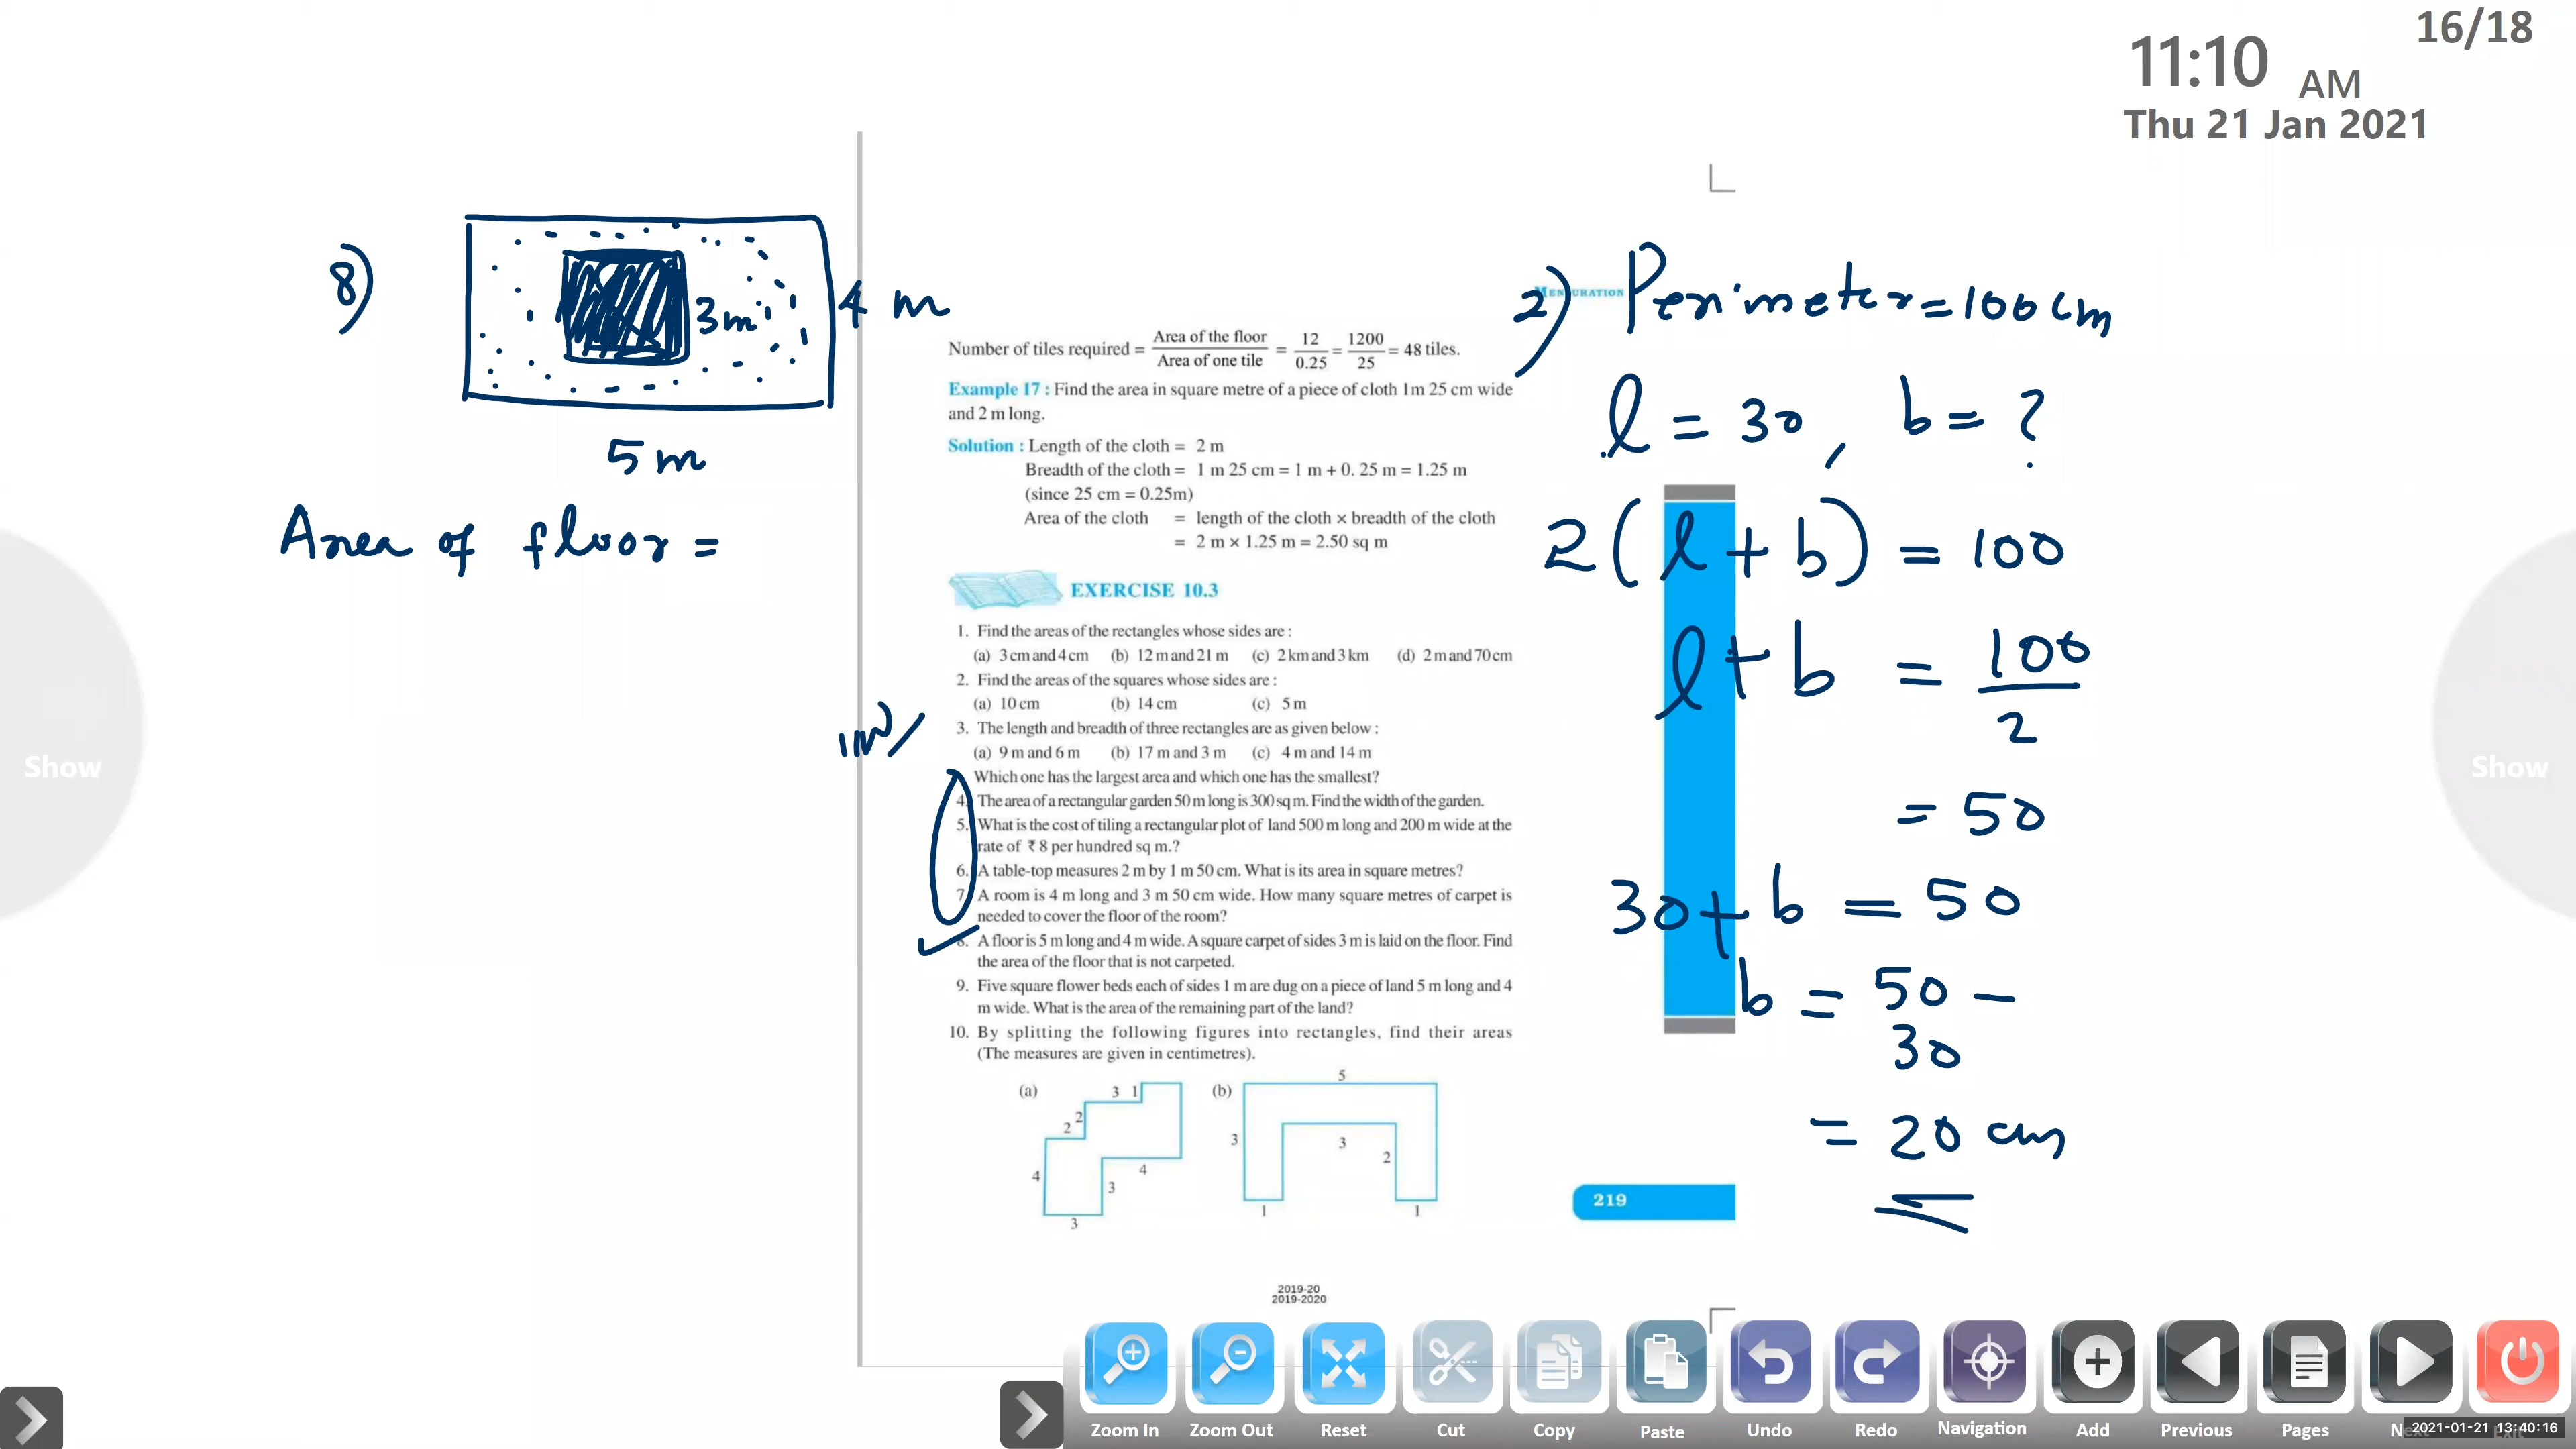 16/18
11:10 AM
Thu 21 Jan 2021
8)
3m
4 m
5 m
Area of floor =
MENSURATION
Number of tiles required = Area of the floor / Area of one tile = 12 / 0.25 = 1200 / 25 = 48 tiles.
Example 17 : Find the area in square metre of a piece of cloth 1m 25 cm wide
and 2 m long.
Solution : Length of the cloth = 2 m
Breadth of the cloth = 1 m 25 cm = 1 m + 0. 25 m = 1.25 m
(since 25 cm = 0.25m)
Area of the cloth = length of the cloth × breadth of the cloth
= 2 m × 1.25 m = 2.50 sq m
EXERCISE 10.3
1. Find the areas of the rectangles whose sides are :
(a) 3 cm and 4 cm (b) 12 m and 21 m (c) 2 km and 3 km (d) 2 m and 70 cm
2. Find the areas of the squares whose sides are :
(a) 10 cm (b) 14 cm (c) 5 m
3. The length and breadth of three rectangles are as given below :
(a) 9 m and 6 m (b) 17 m and 3 m (c) 4 m and 14 m
Which one has the largest area and which one has the smallest?
4. The area of a rectangular garden 50 m long is 300 sq m. Find the width of the garden.
5. What is the cost of tiling a rectangular plot of land 500 m long and 200 m wide at the
rate of ₹ 8 per hundred sq m.?
6. A table-top measures 2 m by 1 m 50 cm. What is its area in square metres?
7. A room is 4 m long and 3 m 50 cm wide. How many square metres of carpet is
needed to cover the floor of the room?
8. A floor is 5 m long and 4 m wide. A square carpet of sides 3 m is laid on the floor. Find
the area of the floor that is not carpeted.
9. Five square flower beds each of sides 1 m are dug on a piece of land 5 m long and 4
m wide. What is the area of the remaining part of the land?
10. By splitting the following figures into rectangles, find their areas
(The measures are given in centimetres).
(a) 3 1 2 2 4 4 3 3
(b) 5 3 3 2 1 1
219
2019-20
2019-2020
2) Perimeter = 100 cm
l = 30, b = ?
2(l + b) = 100
l + b = 100 / 2
= 50
30 + b = 50
b = 50 -
30
= 20 cm
Show
Show
Zoom In Zoom Out Reset Cut Copy Paste Undo Redo Navigation Add Previous Pages
2021-01-21 13:40:16